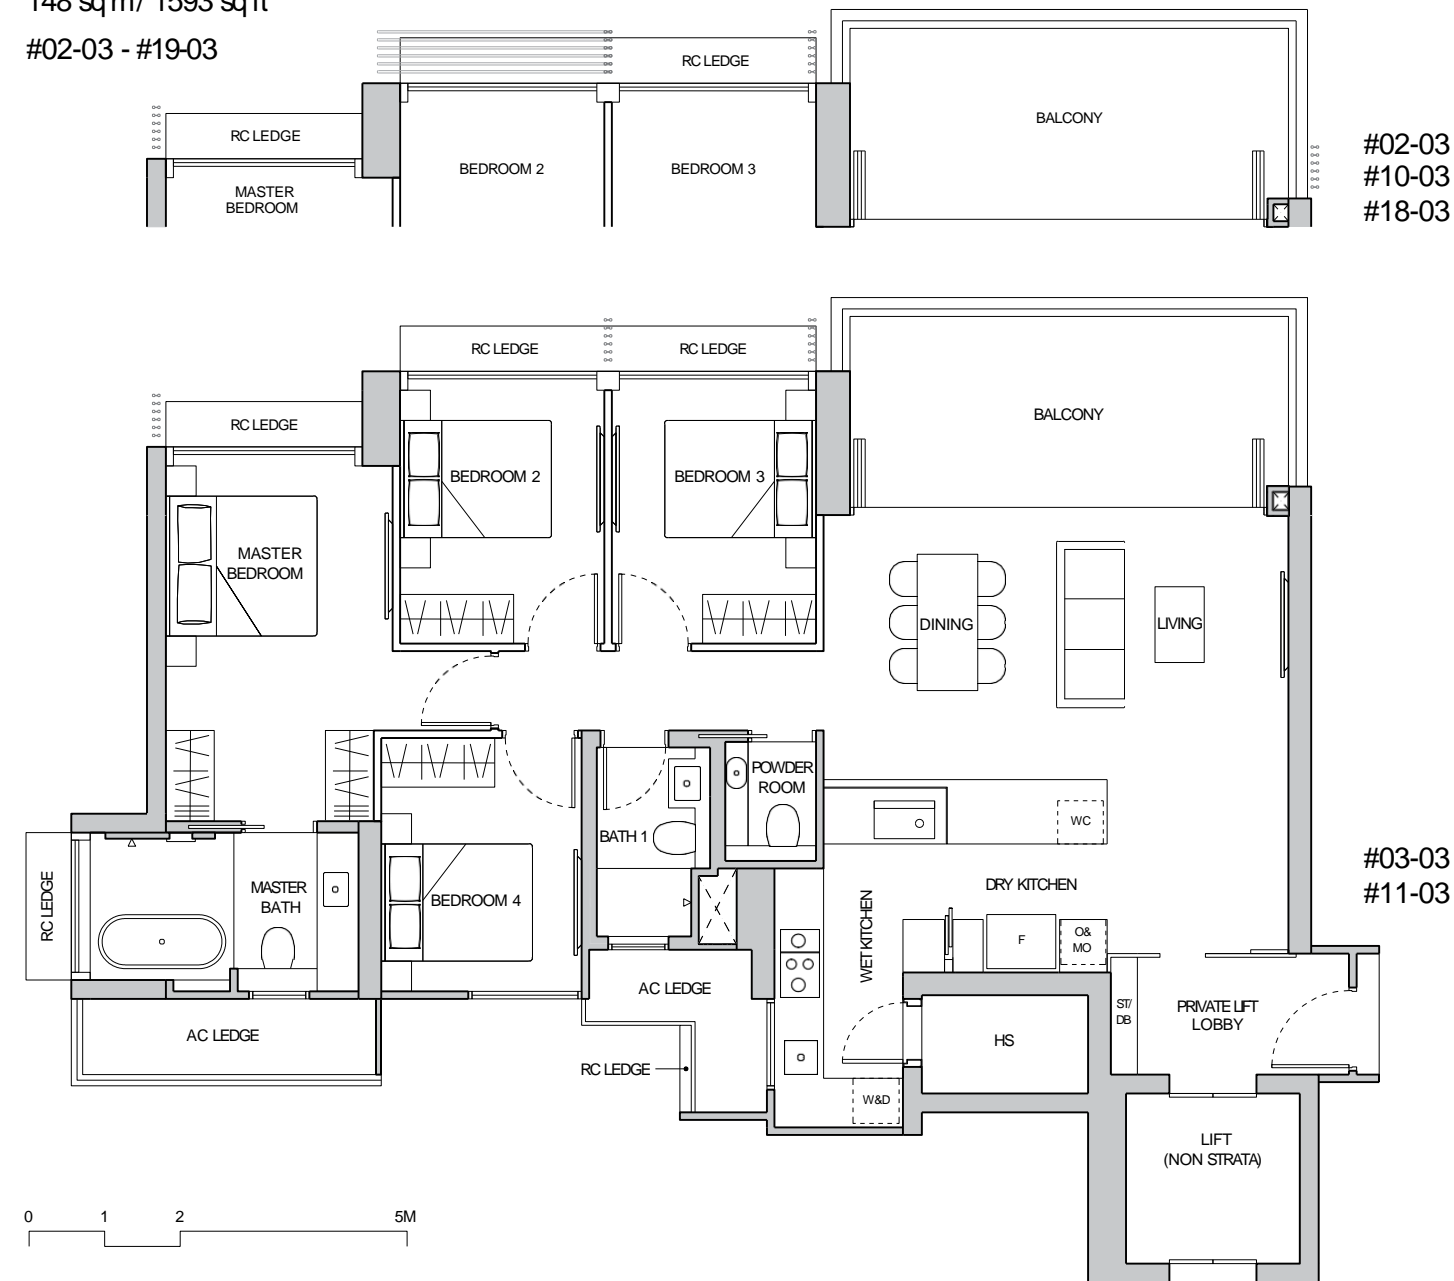 148 sq m / 1593 sq ft
#02-03 - #19-03
RC LEDGE
RC LEDGE
BALCONY
BEDROOM 2
BEDROOM 3
MASTER
BEDROOM
#02-03
#10-03
#18-03
RC LEDGE
RC LEDGE
RC LEDGE
BALCONY
BEDROOM 2
BEDROOM 3
MASTER
BEDROOM
DINING
LIVING
POWDER
ROOM
BATH 1
WC
MASTER
BATH
BEDROOM 4
DRY KITCHEN
WET KITCHEN
RC LEDGE
F
O&
MO
#03-03
#11-03
AC LEDGE
AC LEDGE
RC LEDGE
HS
ST/
DB
PRIVATE LIFT
LOBBY
W&D
LIFT
(NON STRATA)
0 1 2 5M